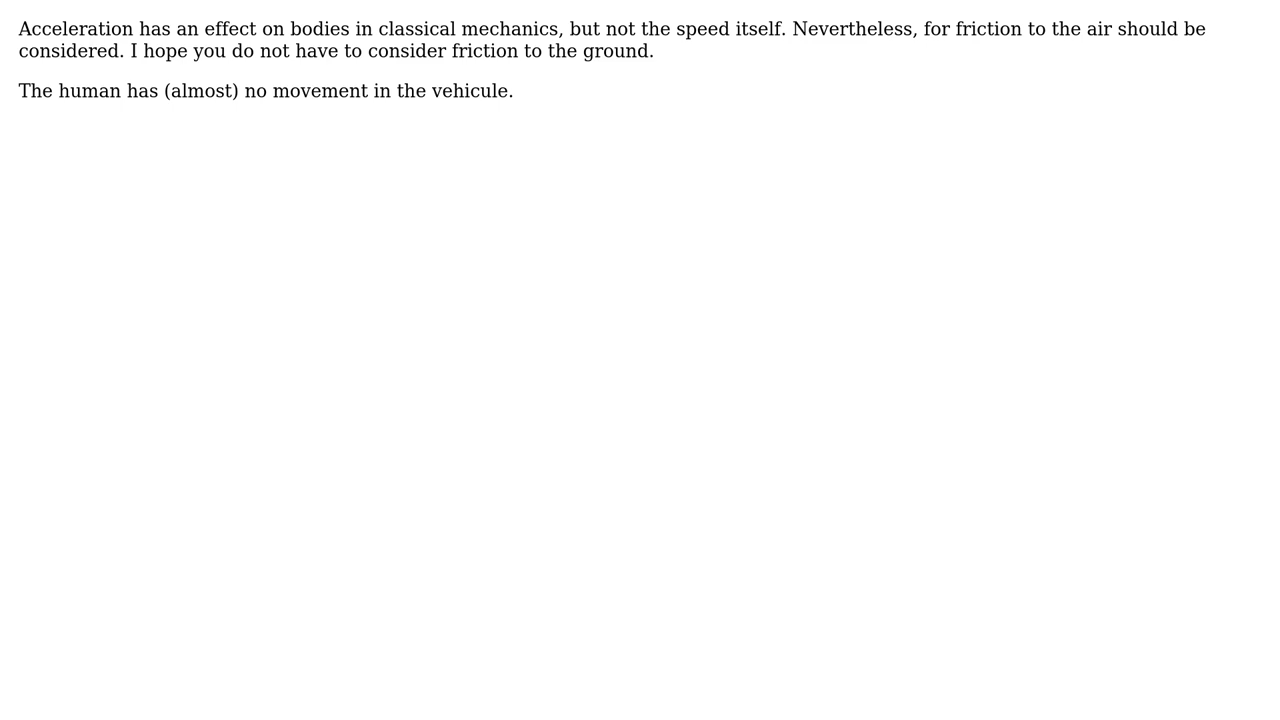 Acceleration has an effect on bodies in classical mechanics, but not the speed itself. Nevertheless, for friction to the air should be
considered. I hope you do not have to consider friction to the ground.
The human has (almost) no movement in the vehicule.